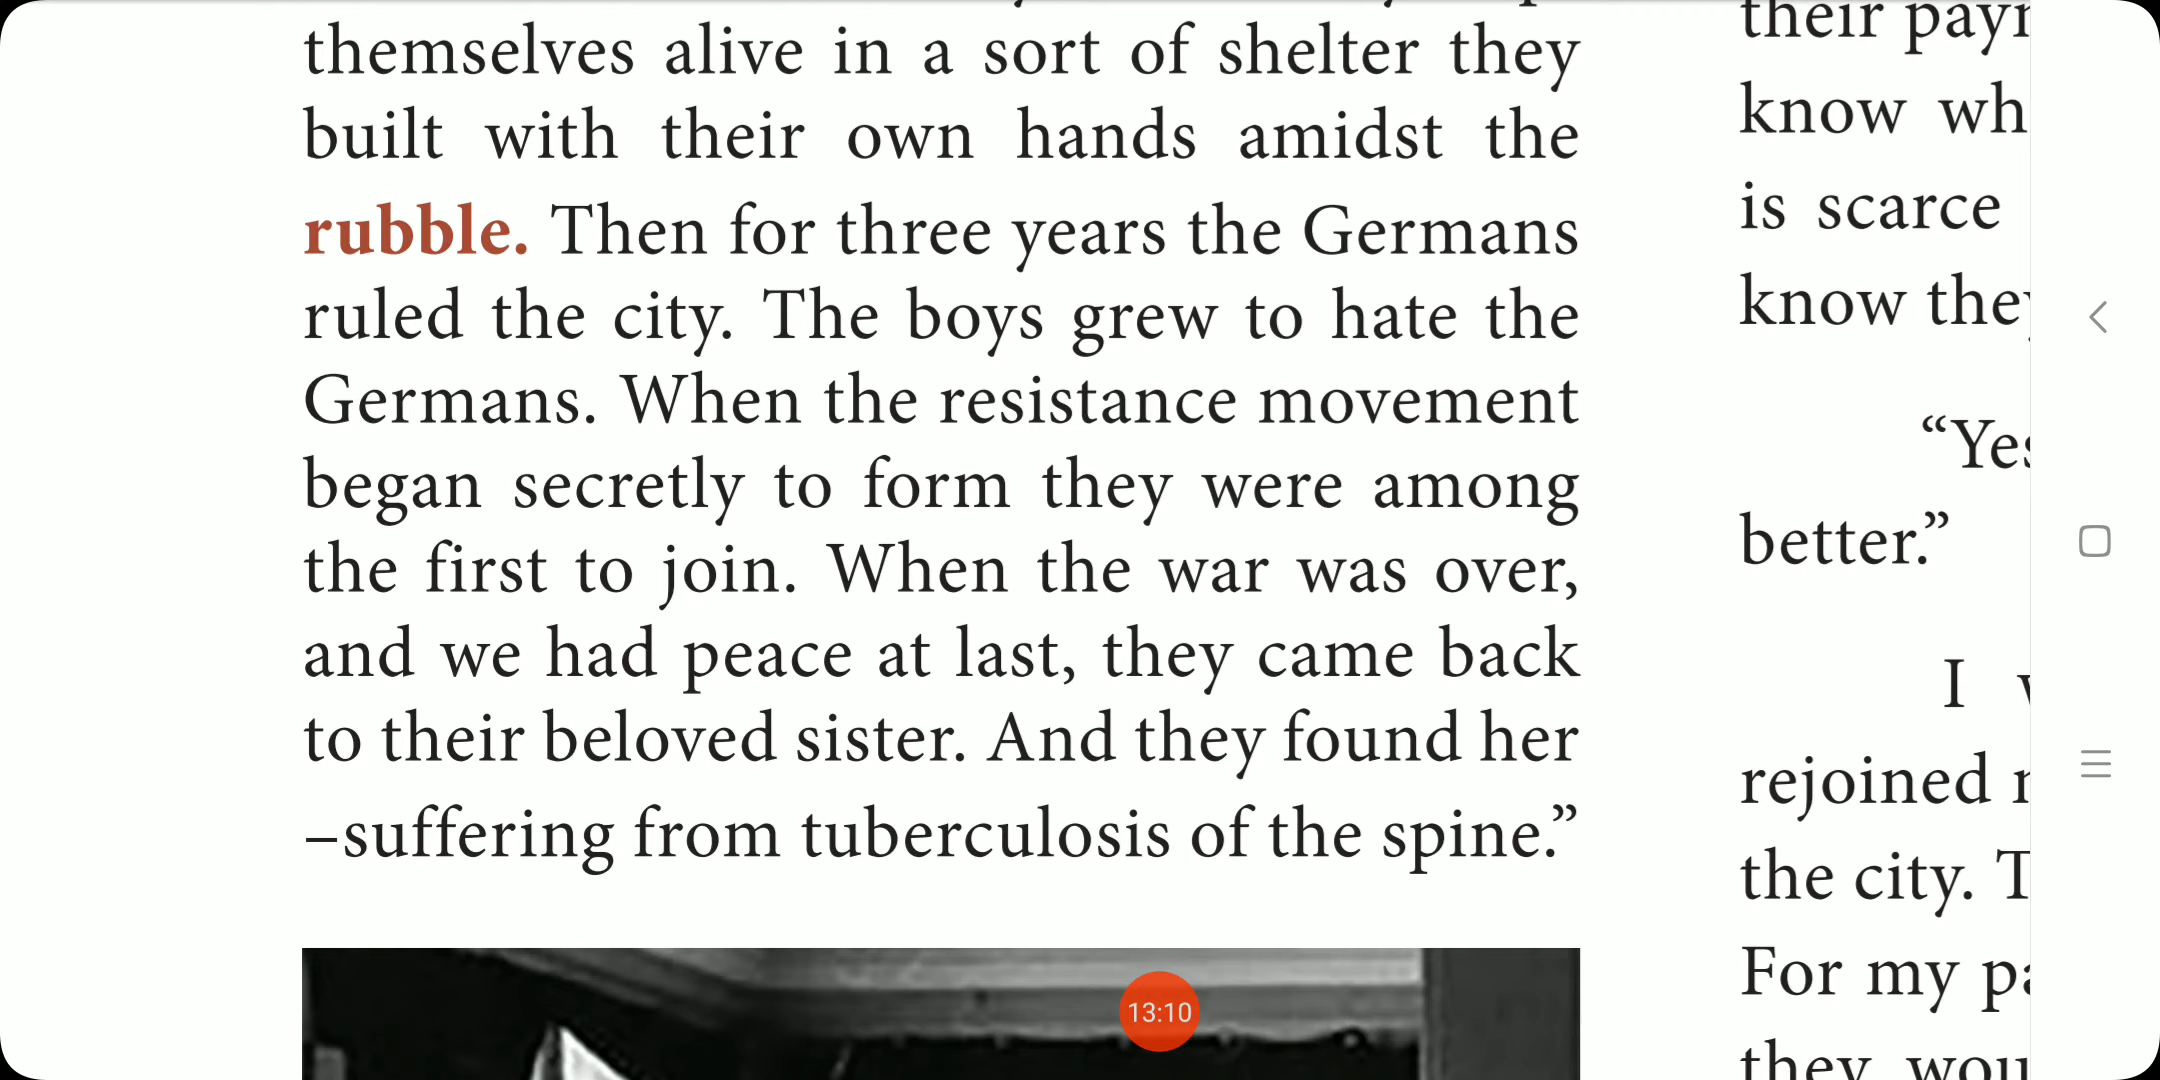 themselves alive in a sort of shelter they
built with their own hands amidst the
rubble. Then for three years the Germans
ruled the city. The boys grew to hate the
Germans. When the resistance movement
began secretly to form they were among
the first to join. When the war was over,
and we had peace at last, they came back
to their beloved sister. And they found her
–suffering from tuberculosis of the spine.”
13:10
their
know
is scarce
know
better.”
I
rejoined
the city.
For my
they